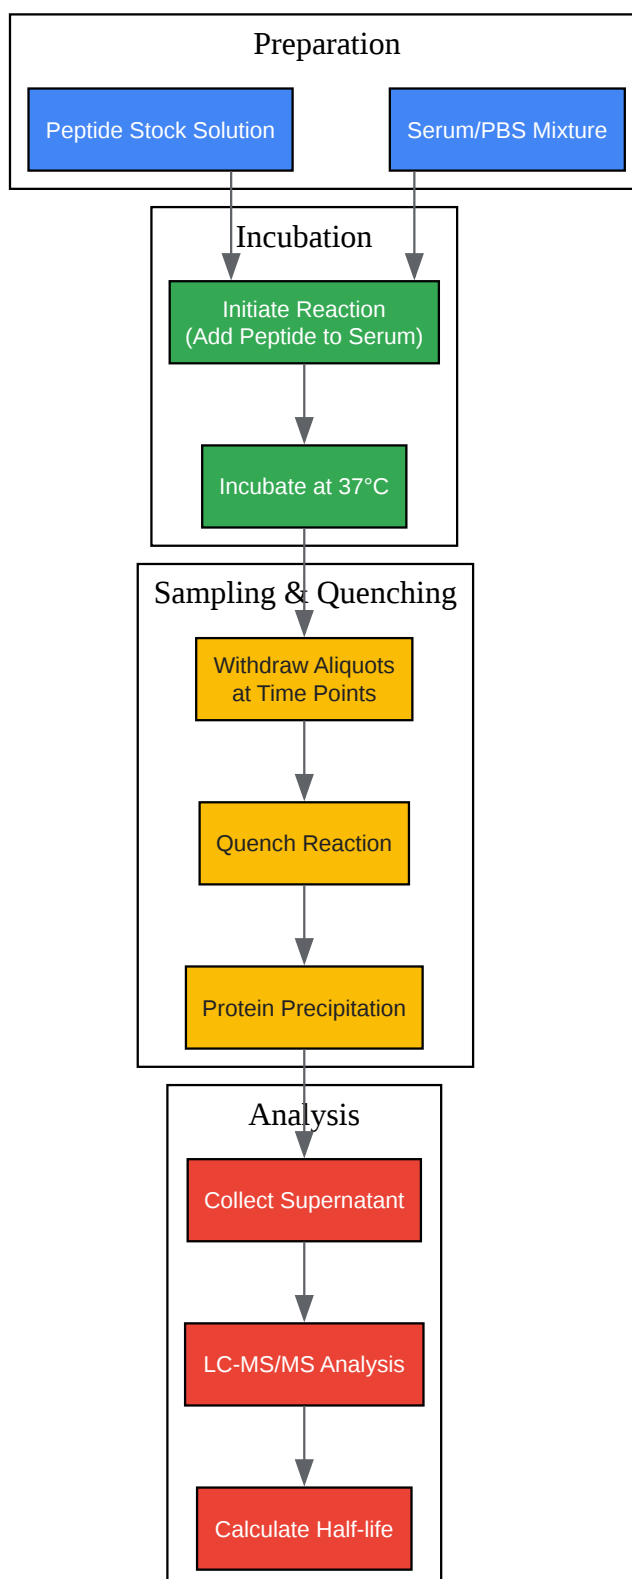 Preparation
Peptide Stock Solution
Serum/PBS Mixture
Incubation
Initiate Reaction
(Add Peptide to Serum)
Incubate at 37°C
Sampling & Quenching
Withdraw Aliquots
at Time Points
Quench Reaction
Protein Precipitation
Analysis
Collect Supernatant
LC-MS/MS Analysis
Calculate Half-life